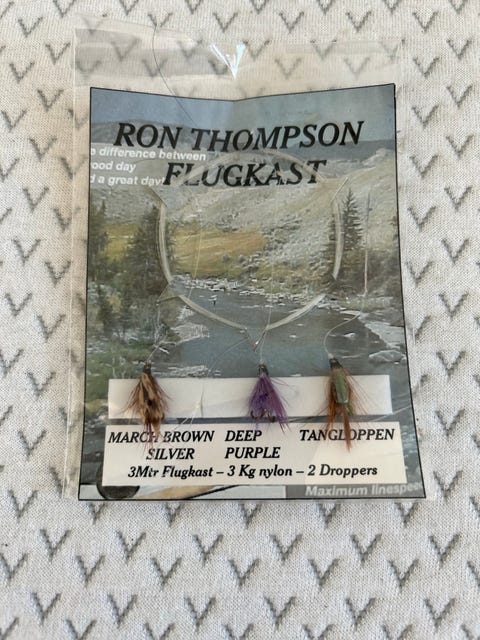 RON THOMPSON
FLUGKAST
e difference between
ood day
d a great day!
MARCH BROWN DEEP TANGLOPPEN
SILVER PURPLE
3Mtr Flugkast – 3 Kg nylon – 2 Droppers
Maximum linespee